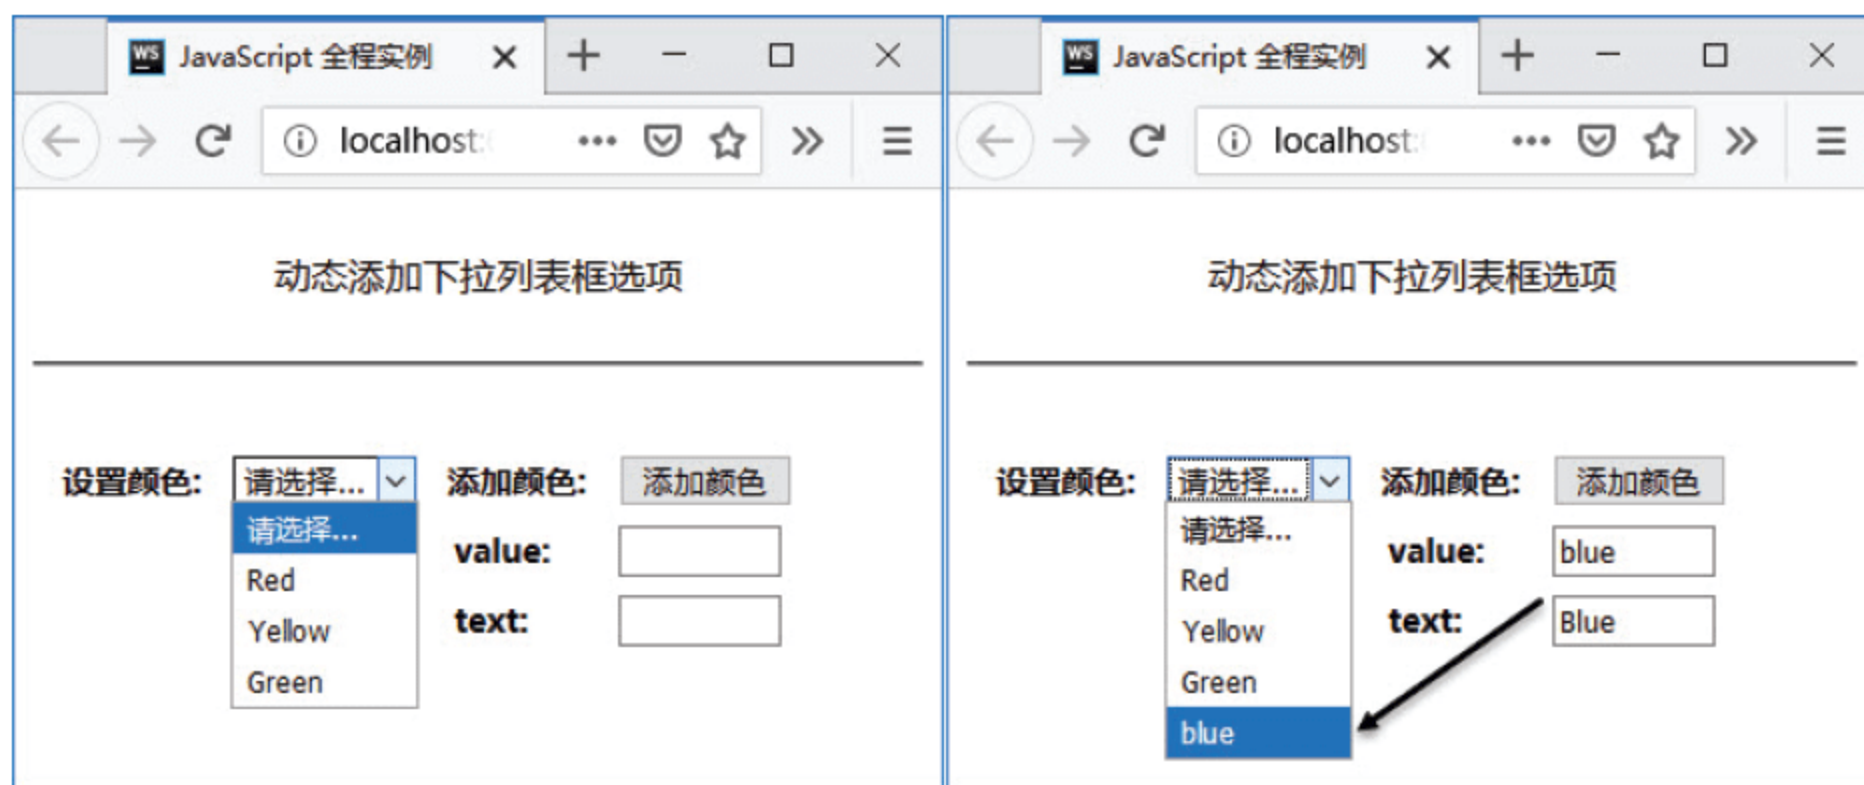 WS JavaScript 全程实例
localhost:
动态添加下拉列表框选项
设置颜色: 请选择... 添加颜色: 添加颜色
请选择...
value:
Red
Yellow
text:
Green
WS JavaScript 全程实例
localhost:
动态添加下拉列表框选项
设置颜色: 请选择... 添加颜色: 添加颜色
请选择...
value: blue
Red
Yellow
text: Blue
Green
blue